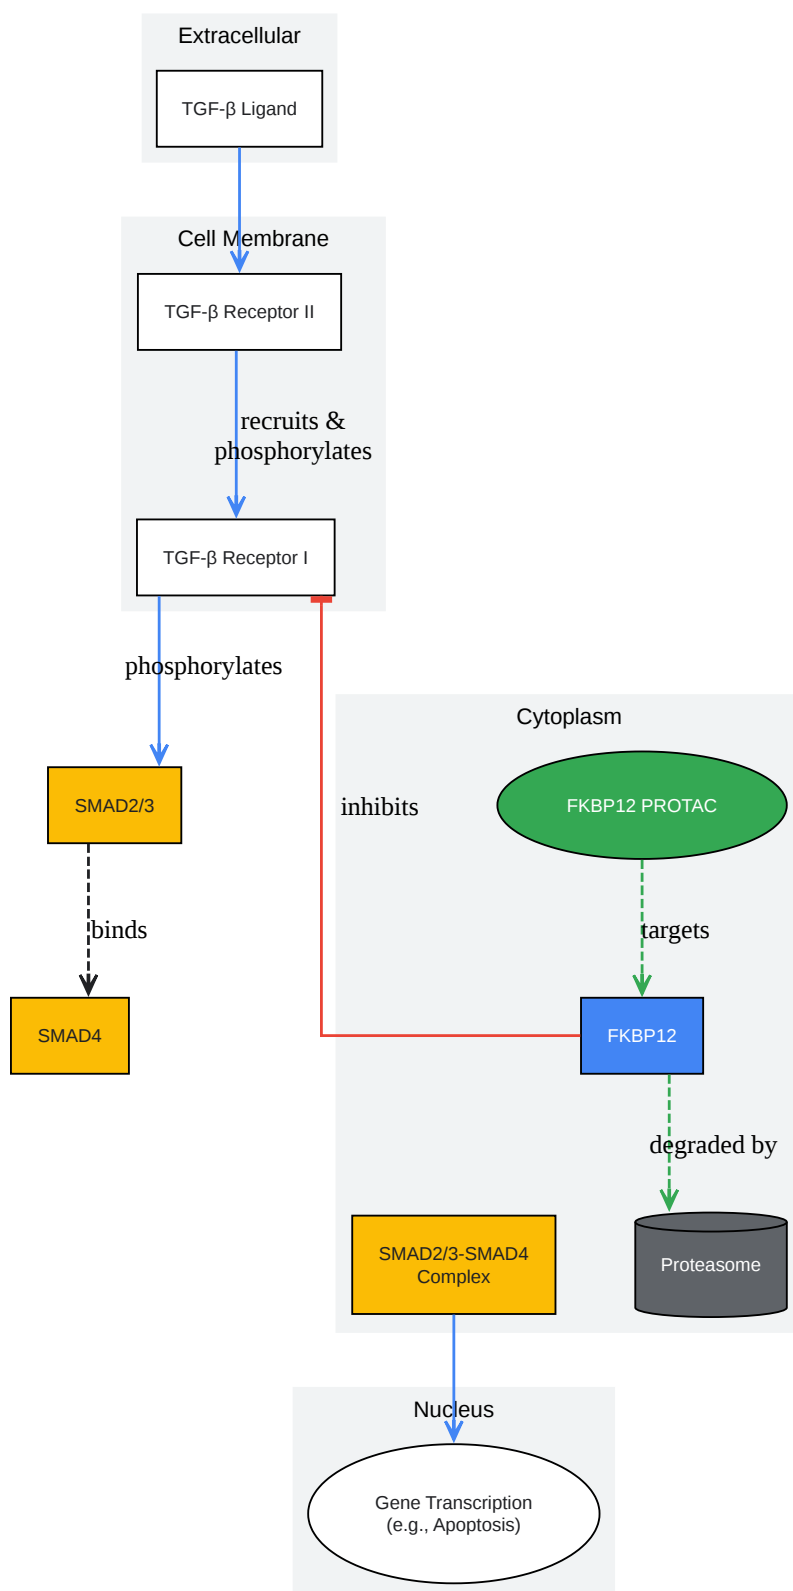 Extracellular
TGF-β Ligand
Cell Membrane
TGF-β Receptor II
recruits &
phosphorylates
TGF-β Receptor I
phosphorylates
Cytoplasm
SMAD2/3
inhibits
FKBP12 PROTAC
binds
targets
SMAD4
FKBP12
degraded by
SMAD2/3-SMAD4
Complex
Proteasome
Nucleus
Gene Transcription
(e.g., Apoptosis)